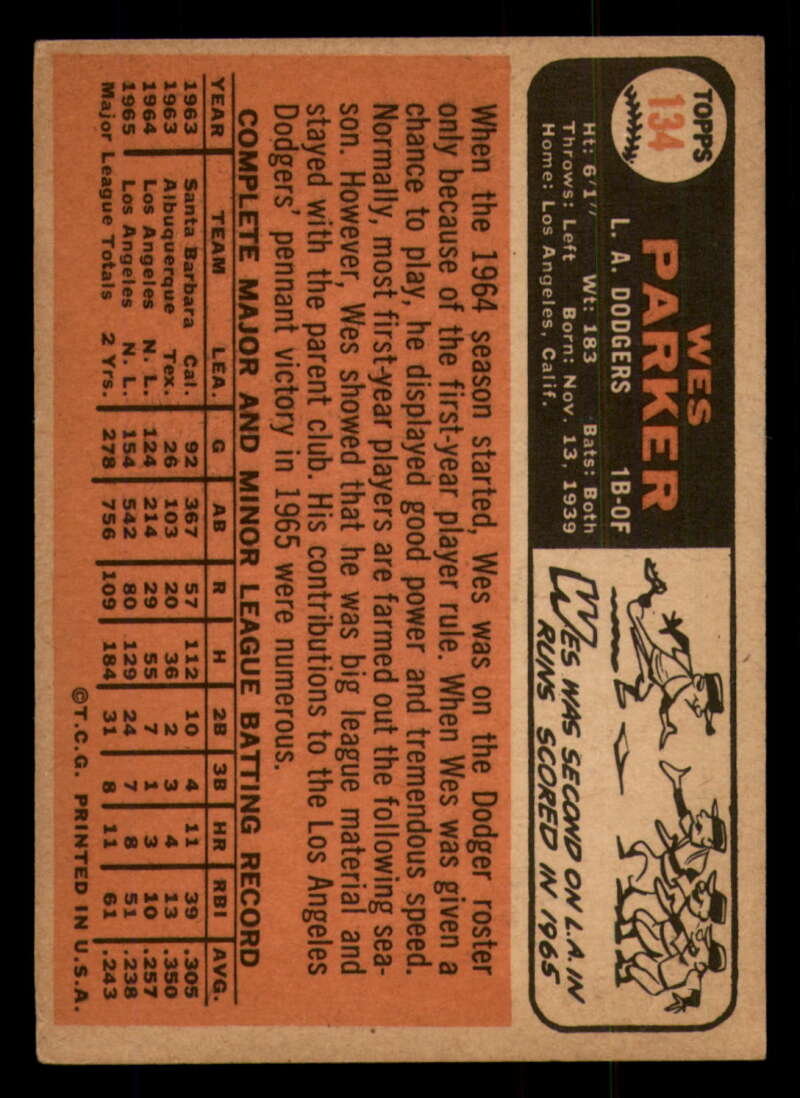 TOPPS
134
WES
PARKER
L. A. DODGERS 1B-OF
Ht: 6'1" Wt: 183 Bats: Both
Throws: Left Born: Nov. 13, 1939
Home: Los Angeles, Calif.
WES WAS SECOND ON L.A. IN
RUNS SCORED IN 1965
When the 1964 season started, Wes was on the Dodger roster
only because of the first-year player rule. When Wes was given a
chance to play, he displayed good power and tremendous speed.
Normally, most first-year players are farmed out the following sea-
son. However, Wes showed that he was big league material and
stayed with the parent club. His contributions to the Los Angeles
Dodgers' pennant victory in 1965 were numerous.
COMPLETE MAJOR AND MINOR LEAGUE BATTING RECORD
YEAR TEAM LEA. G AB R H 2B 3B HR RBI AVG.
1963 Santa Barbara Cal. 92 367 57 112 10 4 11 39 .305
1963 Albuquerque Tex. 26 103 20 36 2 3 4 13 .350
1964 Los Angeles N. L. 124 214 29 55 7 1 3 10 .257
1965 Los Angeles N. L. 154 542 80 129 24 7 8 51 .238
Major League Totals 2 Yrs. 278 756 109 184 31 8 11 61 .243
©T.C.G. PRINTED IN U.S.A.